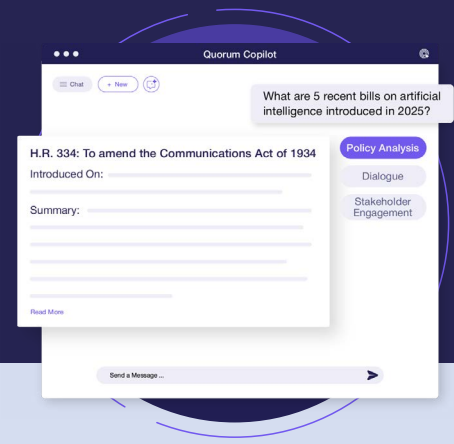 Quorum Copilot
Chat
+ New
What are 5 recent bills on artificial
intelligence introduced in 2025?
H.R. 334: To amend the Communications Act of 1934
Introduced On:
Summary:
Read More
Policy Analysis
Dialogue
Stakeholder
Engagement
Send a Message ...